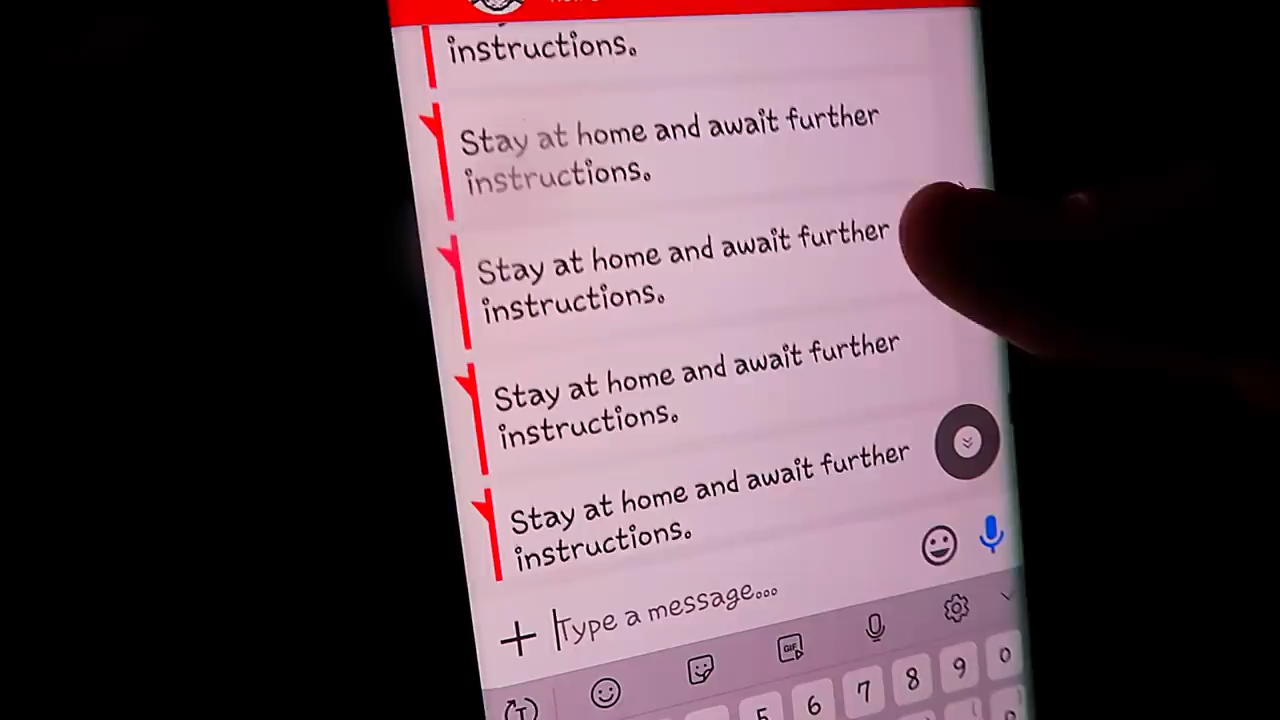 instructions.
Stay at home and await further
instructions.
Stay at home and await further
instructions.
Stay at home and await further
instructions.
Stay at home and await further
instructions.
Type a message...
GIF
T
5 6 7 8 9 0